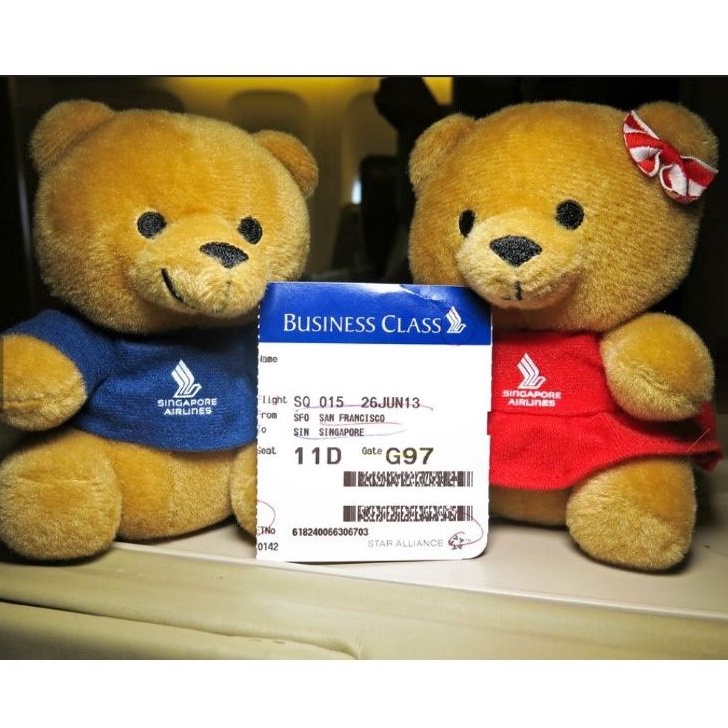 SINGAPORE
AIRLINES
BUSINESS CLASS
ame
light SQ 015 26JUN13
rom SFO SAN FRANCISCO
o SIN SINGAPORE
Seat 11D Gate G97
TNo 618240066306703
0142
STAR ALLIANCE
SINGAPORE
AIRLINES